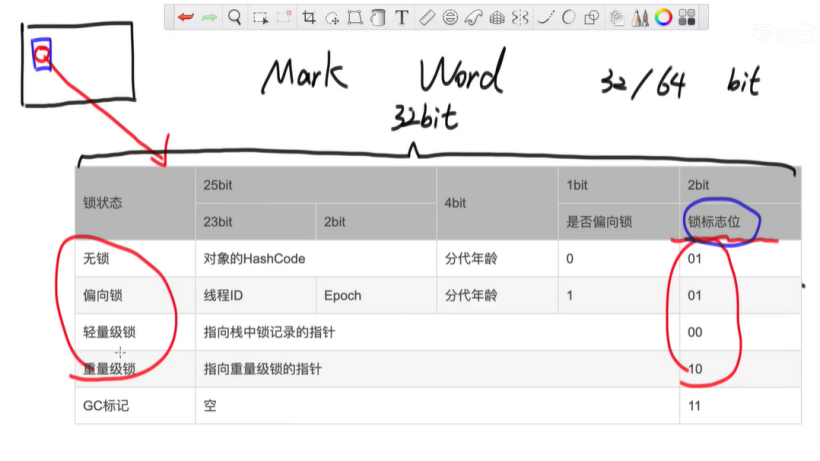 Mark Word 32/64 bit
32bit
锁状态 25bit 4bit 1bit 2bit
23bit 2bit 是否偏向锁 锁标志位
无锁 对象的HashCode 分代年龄 0 01
偏向锁 线程ID Epoch 分代年龄 1 01
轻量级锁 指向栈中锁记录的指针 00
重量级锁 指向重量级锁的指针 10
GC标记 空 11